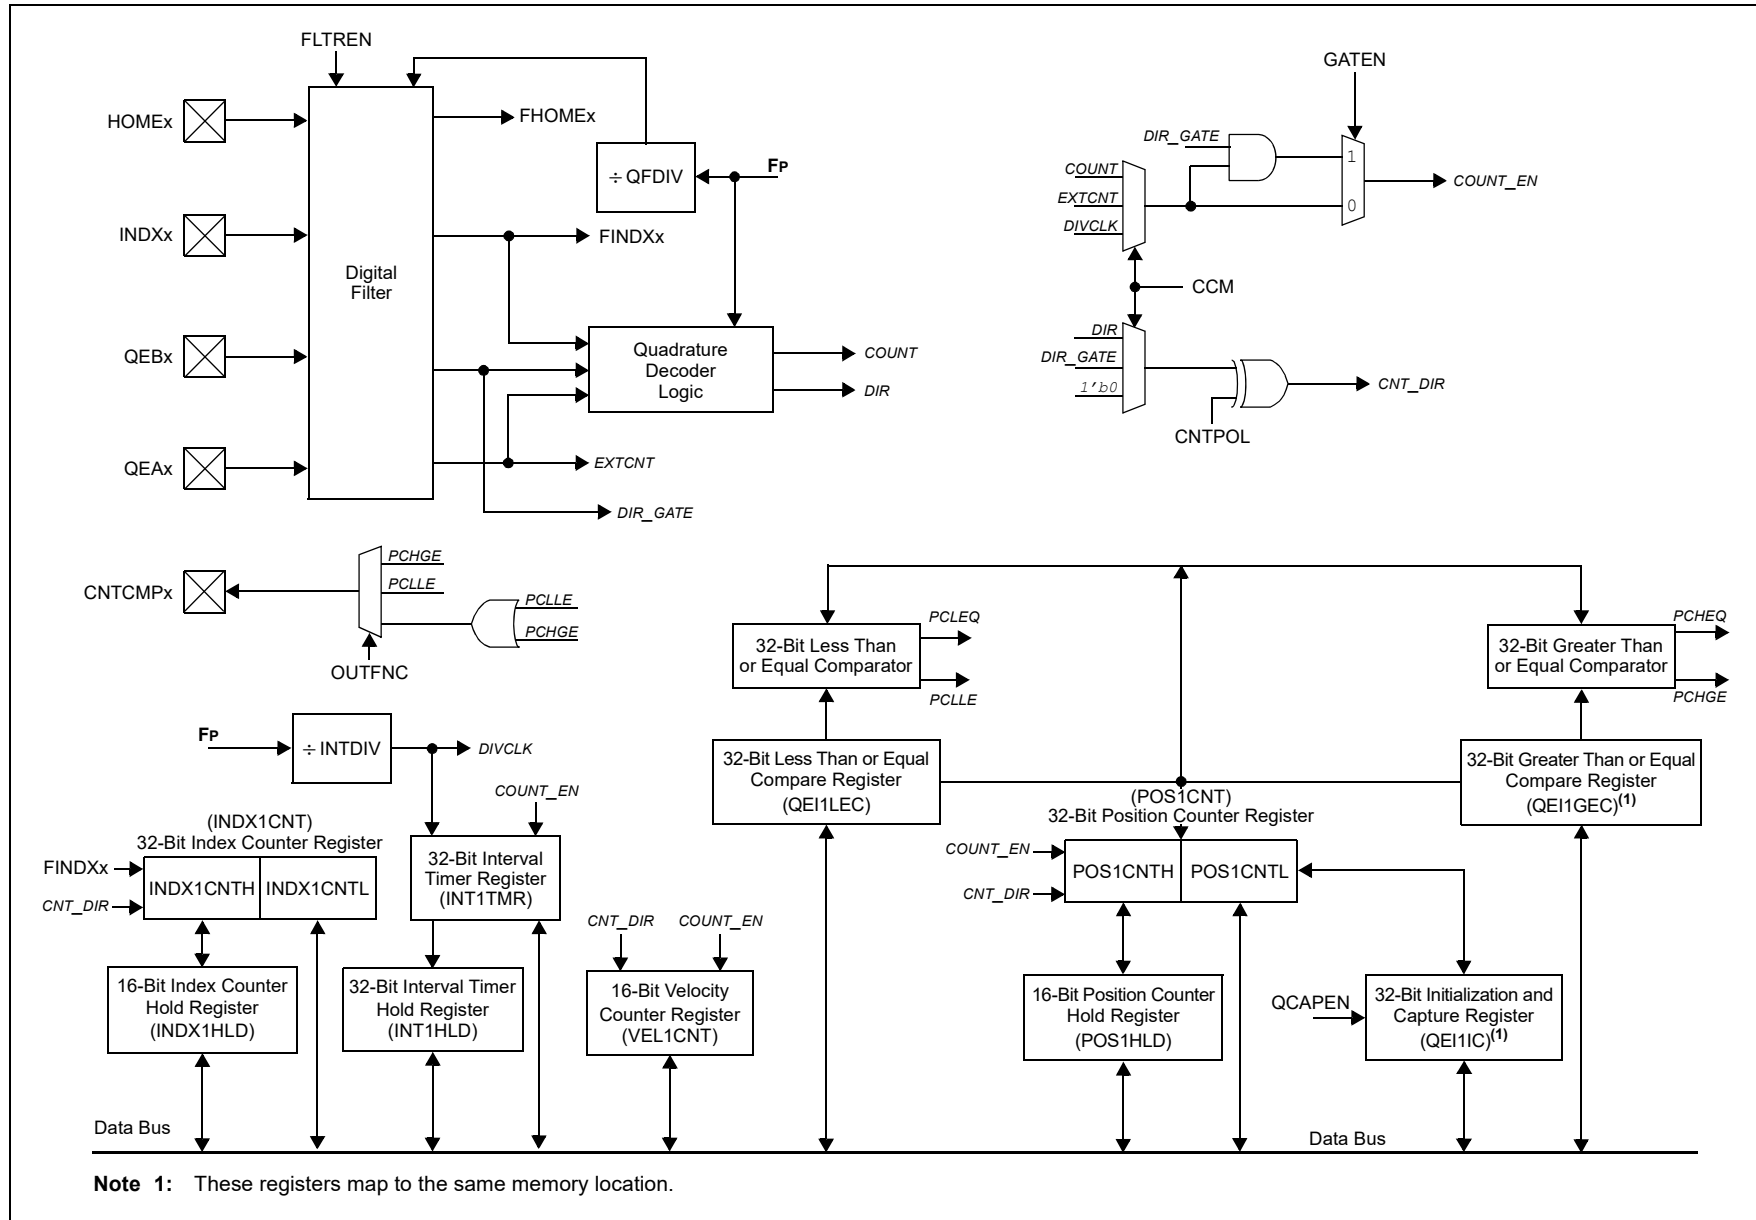 FLTREN
HOMEx
INDXx
QEBx
QEAx
Digital
Filter
FHOMEx
÷ QFDIV
FP
FINDXx
Quadrature
Decoder
Logic
COUNT
DIR
EXTCNT
DIR_GATE
GATEN
DIR_GATE
COUNT
EXTCNT
DIVCLK
1
0
COUNT_EN
CCM
DIR
DIR_GATE
1'b0
CNT_DIR
CNTPOL
CNTCMPx
PCHGE
PCLLE
PCLLE
PCHGE
OUTFNC
32-Bit Less Than
or Equal Comparator
PCLEQ
PCLLE
32-Bit Greater Than
or Equal Comparator
PCHEQ
PCHGE
FP
÷ INTDIV
DIVCLK
COUNT_EN
32-Bit Less Than or Equal
Compare Register
(QEI1LEC)
32-Bit Greater Than or Equal
Compare Register
(QEI1GEC)(1)
(INDX1CNT)
32-Bit Index Counter Register
FINDXx
CNT_DIR
INDX1CNTH
INDX1CNTL
32-Bit Interval
Timer Register
(INT1TMR)
(POS1CNT)
32-Bit Position Counter Register
COUNT_EN
CNT_DIR
POS1CNTH
POS1CNTL
CNT_DIR
COUNT_EN
16-Bit Index Counter
Hold Register
(INDX1HLD)
32-Bit Interval Timer
Hold Register
(INT1HLD)
16-Bit Velocity
Counter Register
(VEL1CNT)
16-Bit Position Counter
Hold Register
(POS1HLD)
QCAPEN
32-Bit Initialization and
Capture Register
(QEI1IC)(1)
Data Bus
Data Bus
Note 1: These registers map to the same memory location.